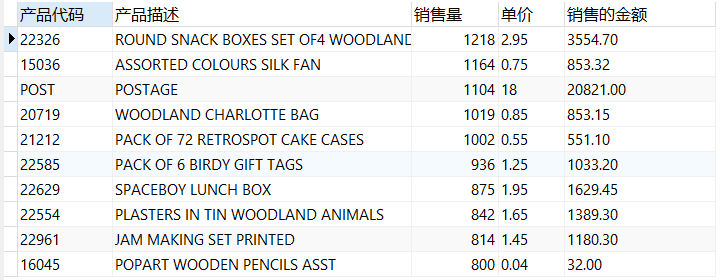 产品代码 产品描述 销售量 单价 销售的金额
22326 ROUND SNACK BOXES SET OF4 WOODLAND 1218 2.95 3554.70
15036 ASSORTED COLOURS SILK FAN 1164 0.75 853.32
POST POSTAGE 1104 18 20821.00
20719 WOODLAND CHARLOTTE BAG 1019 0.85 853.15
21212 PACK OF 72 RETROSPOT CAKE CASES 1002 0.55 551.10
22585 PACK OF 6 BIRDY GIFT TAGS 936 1.25 1033.20
22629 SPACEBOY LUNCH BOX 875 1.95 1629.45
22554 PLASTERS IN TIN WOODLAND ANIMALS 842 1.65 1389.30
22961 JAM MAKING SET PRINTED 814 1.45 1180.30
16045 POPART WOODEN PENCILS ASST 800 0.04 32.00